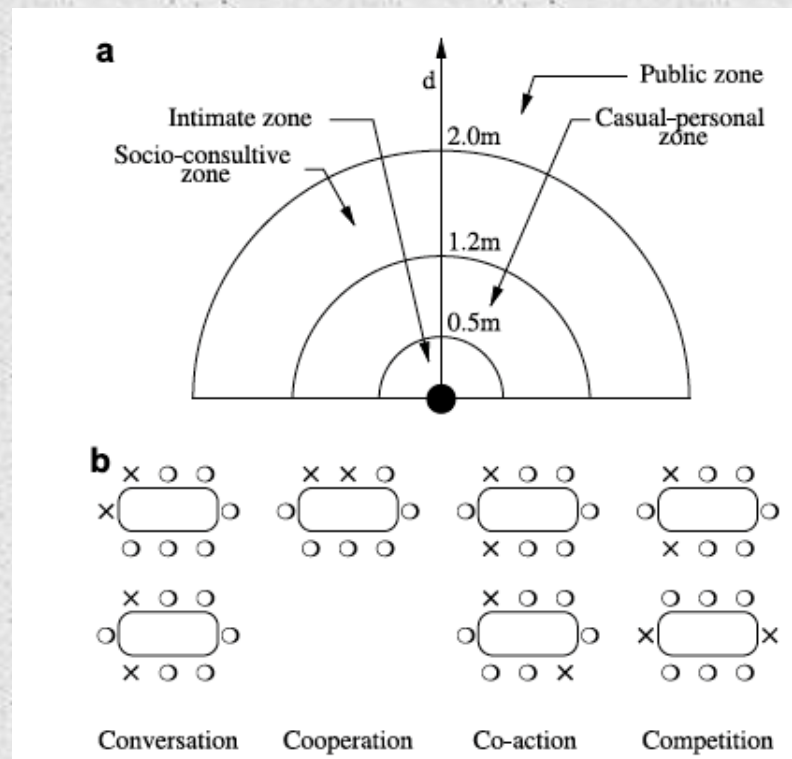 a
d
Public zone
Intimate zone
Casual-personal
zone
Socio-consultive
zone
2.0m
1.2m
0.5m
b
Conversation
Cooperation
Co-action
Competition